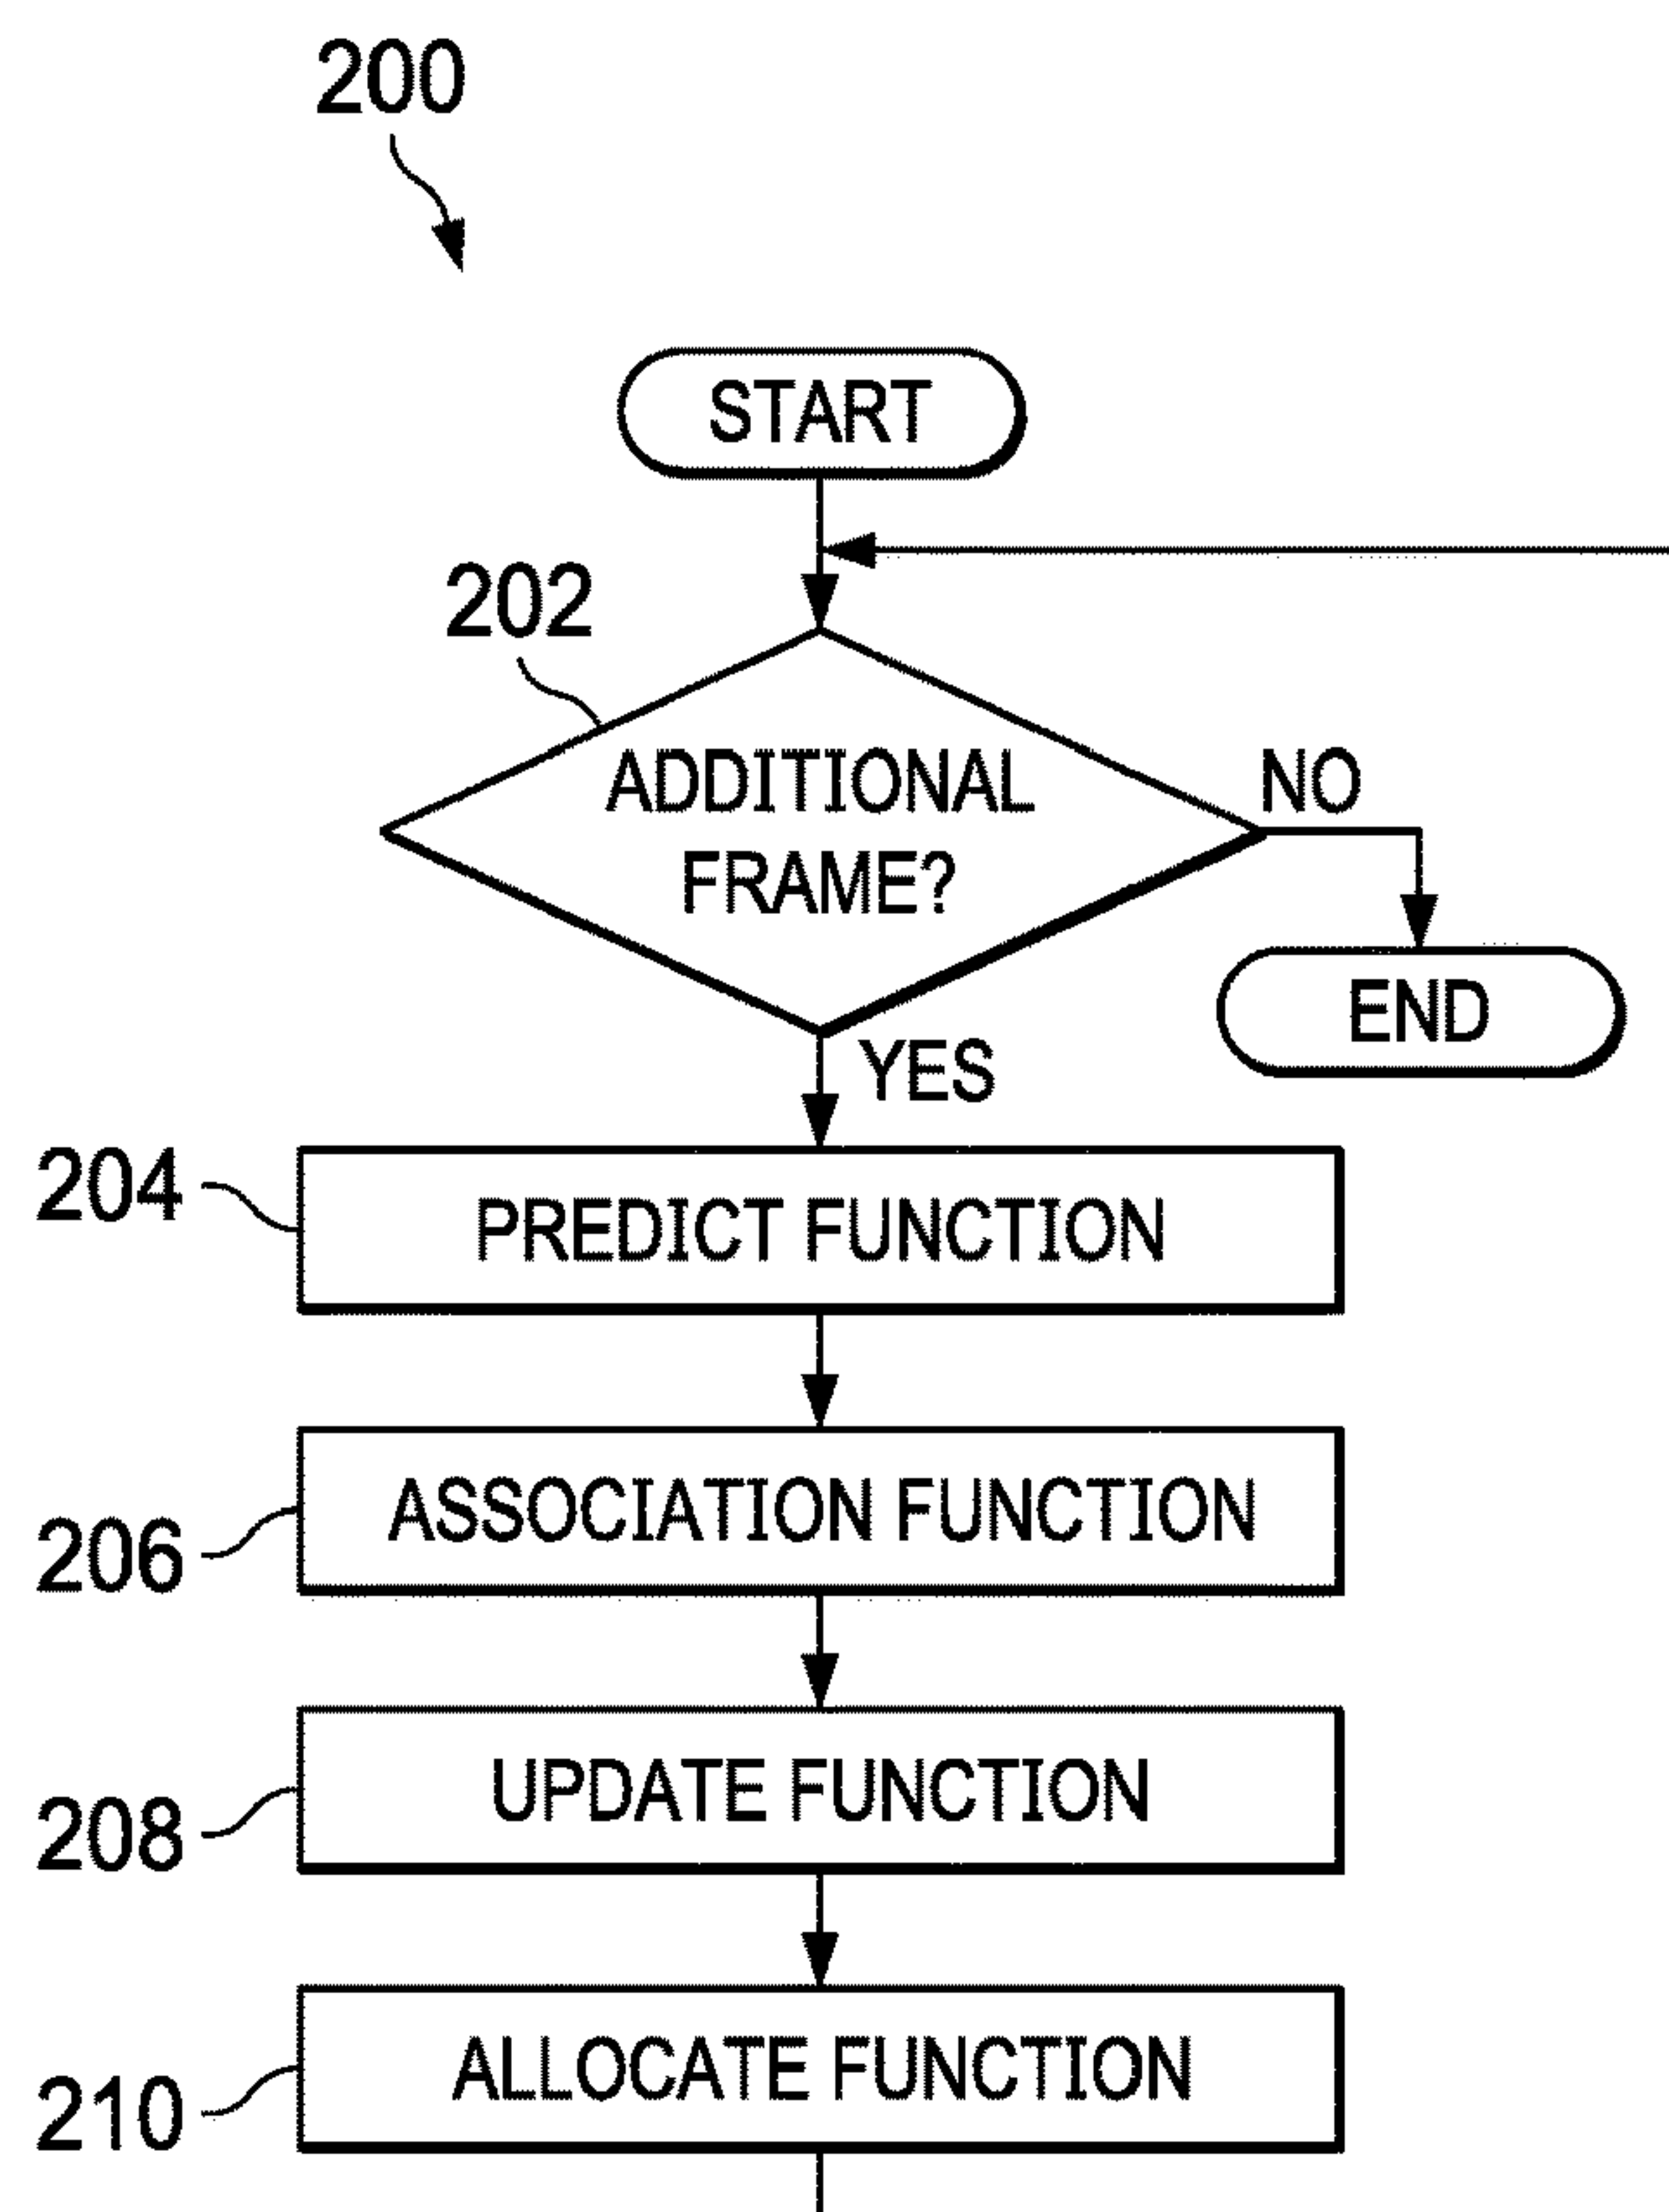 200
START
202
ADDITIONAL
FRAME?
NO
END
YES
204
PREDICT FUNCTION
206
ASSOCIATION FUNCTION
208
UPDATE FUNCTION
210
ALLOCATE FUNCTION